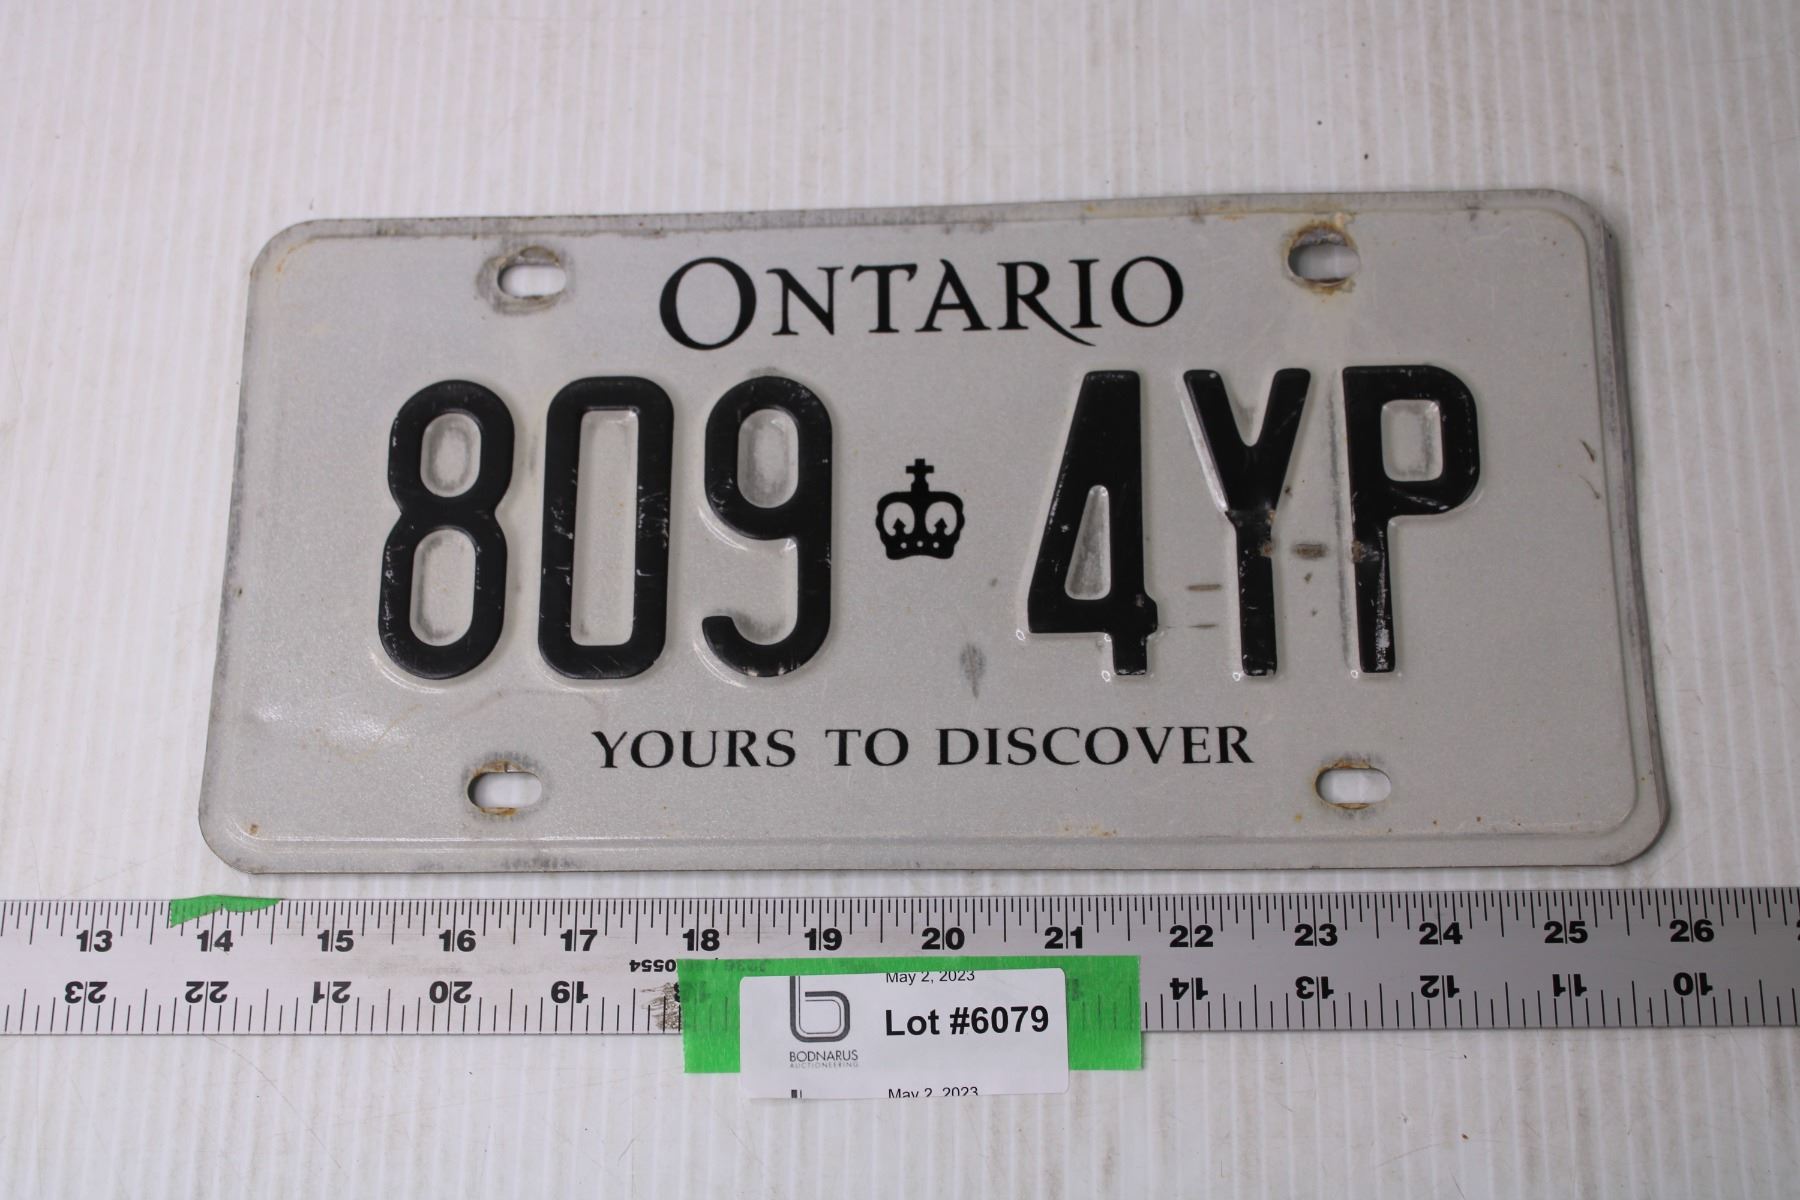 ONTARIO
809 4YP
YOURS TO DISCOVER
13 14 15 16 17 18 19 20 21 22 23 24 25 26
23 22 21 20 19 14 13 12 11 10
May 2, 2023
Lot #6079
BODNARUS
AUCTIONEERING
May 2, 2023